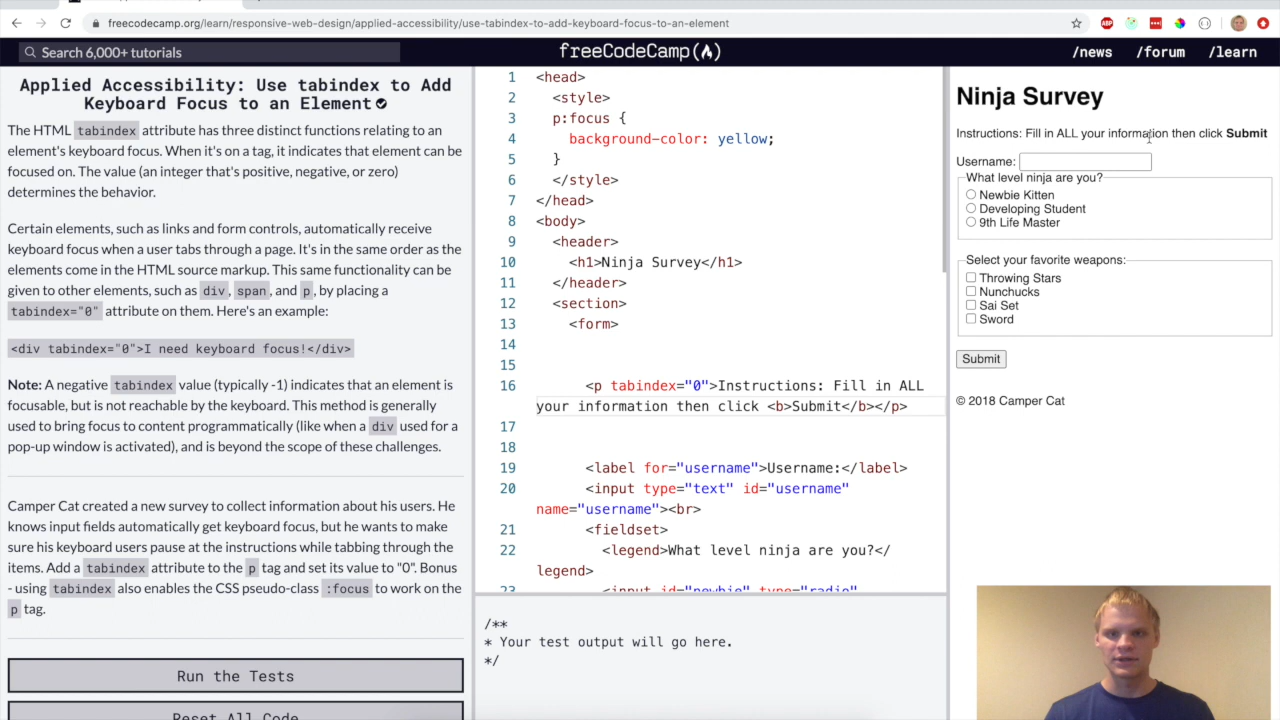 freecodecamp.org/learn/responsive-web-design/applied-accessibility/use-tabindex-to-add-keyboard-focus-to-an-element
ABP
Search 6,000+ tutorials
freeCodeCamp
/news
/forum
/learn
Applied Accessibility: Use tabindex to Add
Keyboard Focus to an Element
The HTML tabindex attribute has three distinct functions relating to an
element's keyboard focus. When it's on a tag, it indicates that element can be
focused on. The value (an integer that's positive, negative, or zero)
determines the behavior.
Certain elements, such as links and form controls, automatically receive
keyboard focus when a user tabs through a page. It's in the same order as the
elements come in the HTML source markup. This same functionality can be
given to other elements, such as div, span, and p, by placing a
tabindex="0" attribute on them. Here's an example:
<div tabindex="0">I need keyboard focus!</div>
Note: A negative tabindex value (typically -1) indicates that an element is
focusable, but is not reachable by the keyboard. This method is generally
used to bring focus to content programmatically (like when a div used for a
pop-up window is activated), and is beyond the scope of these challenges.
Camper Cat created a new survey to collect information about his users. He
knows input fields automatically get keyboard focus, but he wants to make
sure his keyboard users pause at the instructions while tabbing through the
items. Add a tabindex attribute to the p tag and set its value to "0". Bonus
- using tabindex also enables the CSS pseudo-class :focus to work on the
p tag.
Run the Tests
Reset All Code
1 <head>
2 <style>
3 p:focus {
4 background-color: yellow;
5 }
6 </style>
7 </head>
8 <body>
9 <header>
10 <h1>Ninja Survey</h1>
11 </header>
12 <section>
13 <form>
14
15
16 <p tabindex="0">Instructions: Fill in ALL
your information then click <b>Submit</b></p>
17
18
19 <label for="username">Username:</label>
20 <input type="text" id="username"
name="username"><br>
21 <fieldset>
22 <legend>What level ninja are you?</
legend>
23 <input id="newbie" type="radio"
/**
* Your test output will go here.
*/
Ninja Survey
Instructions: Fill in ALL your information then click Submit
Username:
What level ninja are you?
Newbie Kitten
Developing Student
9th Life Master
Select your favorite weapons:
Throwing Stars
Nunchucks
Sai Set
Sword
Submit
© 2018 Camper Cat